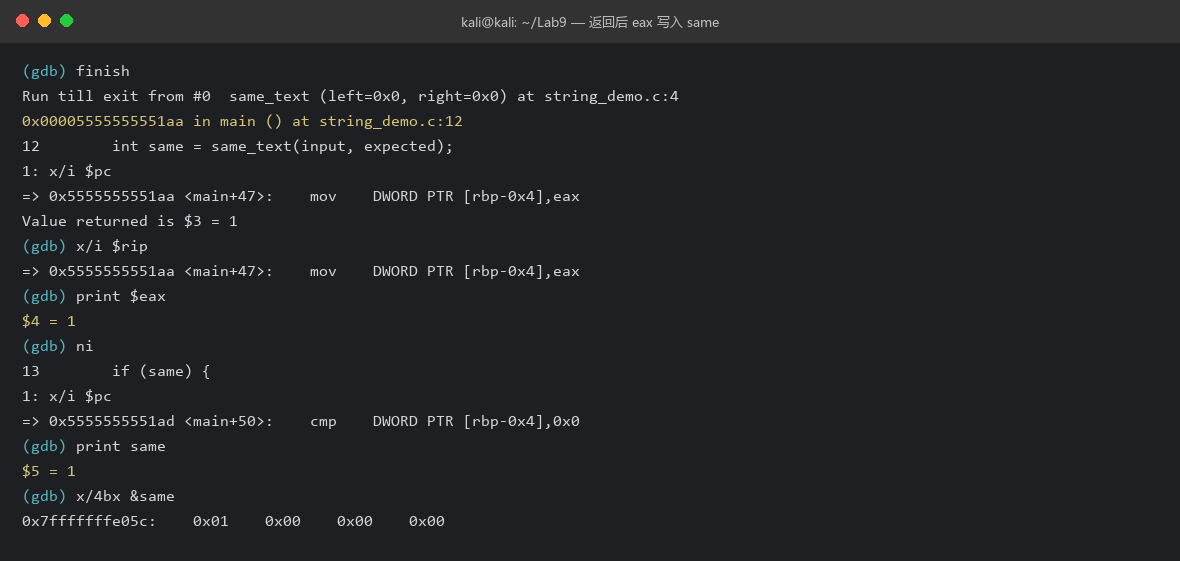 kali@kali: ~/Lab9 — 返回后 eax 写入 same
(gdb) finish
Run till exit from #0  same_text (left=0x0, right=0x0) at string_demo.c:4
0x00005555555551aa in main () at string_demo.c:12
12        int same = same_text(input, expected);
1: x/i $pc
=> 0x5555555551aa <main+47>:    mov    DWORD PTR [rbp-0x4],eax
Value returned is $3 = 1
(gdb) x/i $rip
=> 0x5555555551aa <main+47>:    mov    DWORD PTR [rbp-0x4],eax
(gdb) print $eax
$4 = 1
(gdb) ni
13        if (same) {
1: x/i $pc
=> 0x5555555551ad <main+50>:    cmp    DWORD PTR [rbp-0x4],0x0
(gdb) print same
$5 = 1
(gdb) x/4bx &same
0x7fffffffe05c:    0x01    0x00    0x00    0x00